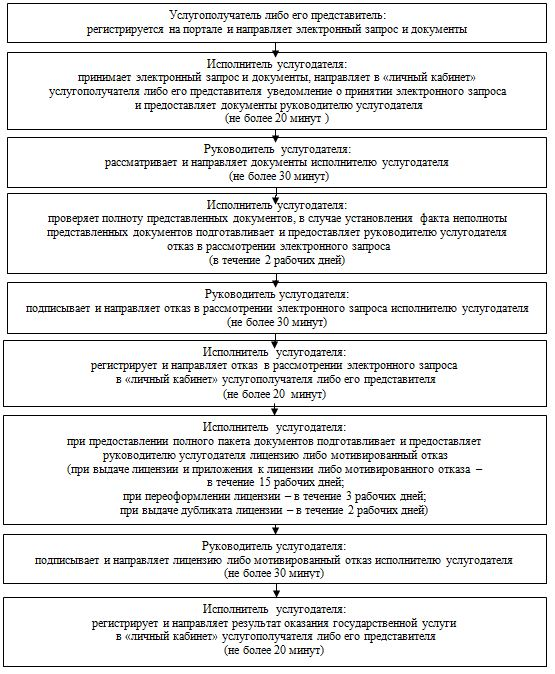 Услугополучатель либо его представитель:
регистрируется на портале и направляет электронный запрос и документы
Исполнитель услугодателя:
принимает электронный запрос и документы, направляет в «личный кабинет»
услугополучателя либо его представителя уведомление о принятии электронного запроса
и предоставляет документы руководителю услугодателя
(не более 20 минут )
Руководитель услугодателя:
рассматривает и направляет документы исполнителю услугодателя
(не более 30 минут)
Исполнитель услугодателя:
проверяет полноту представленных документов, в случае установления факта неполноты
представленных документов подготавливает и предоставляет руководителю услугодателя
отказ в рассмотрении электронного запроса
(в течение 2 рабочих дней)
Руководитель услугодателя:
подписывает и направляет отказ в рассмотрении электронного запроса исполнителю услугодателя
(не более 30 минут)
Исполнитель услугодателя:
регистрирует и направляет отказ в рассмотрении электронного запроса
в «личный кабинет» услугополучателя либо его представителя
(не более 20 минут)
Исполнитель услугодателя:
при предоставлении полного пакета документов подготавливает и предоставляет
руководителю услугодателя лицензию либо мотивированный отказ
(при выдаче лицензии и приложения к лицензии либо мотивированного отказа –
в течение 15 рабочих дней;
при переоформлении лицензии – в течение 3 рабочих дней;
при выдаче дубликата лицензии – в течение 2 рабочих дней)
Руководитель услугодателя:
подписывает и направляет лицензию либо мотивированный отказ исполнителю услугодателя
(не более 30 минут)
Исполнитель услугодателя:
регистрирует и направляет результат оказания государственной услуги
в «личный кабинет» услугополучателя либо его представителя
(не более 20 минут)